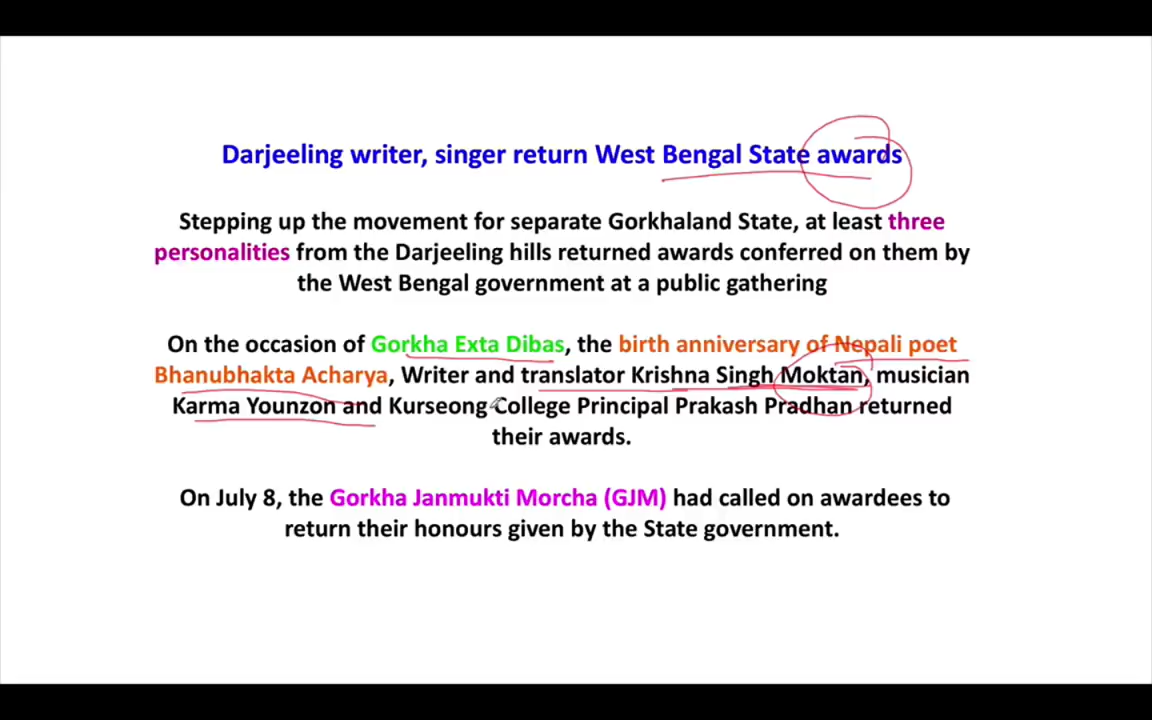 Darjeeling writer, singer return West Bengal State awards
Stepping up the movement for separate Gorkhaland State, at least three
personalities from the Darjeeling hills returned awards conferred on them by
the West Bengal government at a public gathering
On the occasion of Gorkha Exta Dibas, the birth anniversary of Nepali poet
Bhanubhakta Acharya, Writer and translator Krishna Singh Moktan, musician
Karma Younzon and Kurseong College Principal Prakash Pradhan returned
their awards.
On July 8, the Gorkha Janmukti Morcha (GJM) had called on awardees to
return their honours given by the State government.